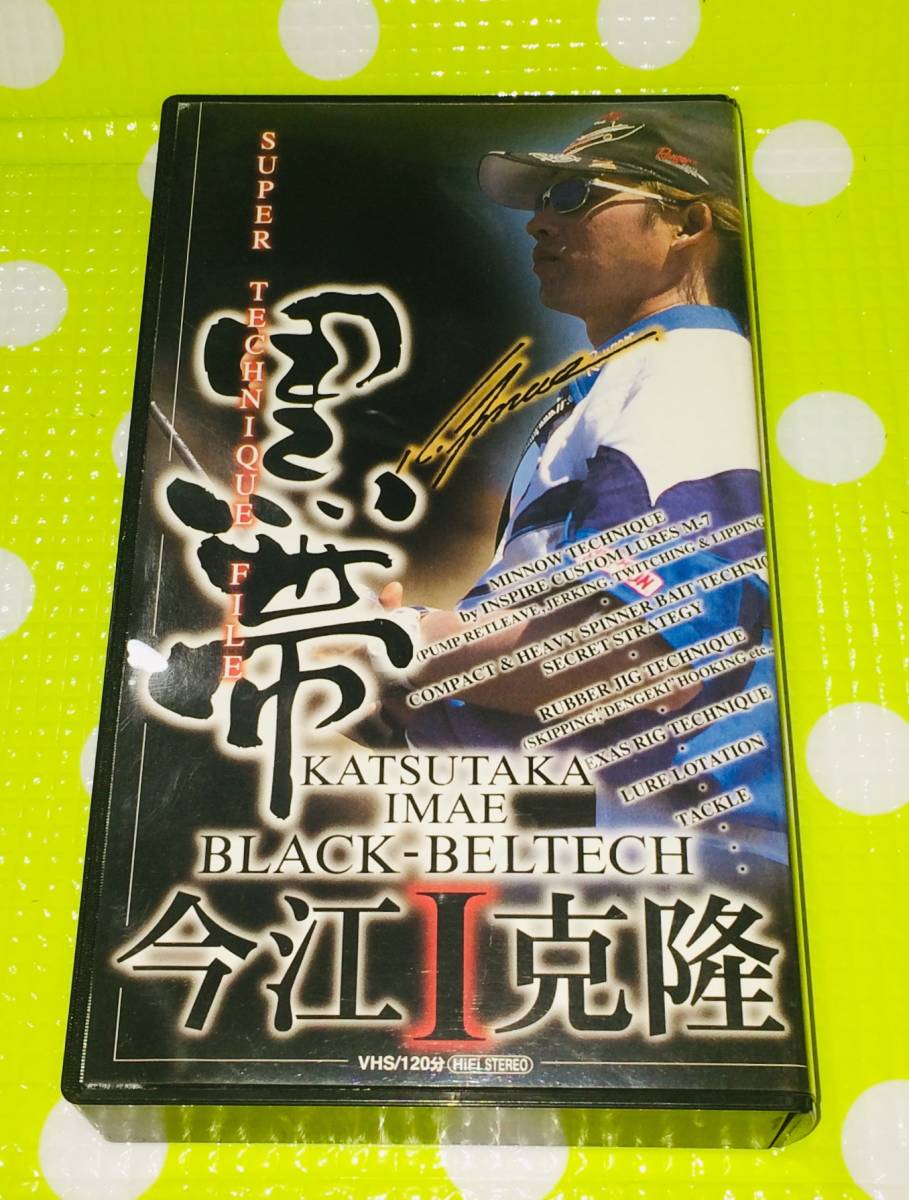 SUPER TECHNIQUE FILE
黒帯
MINNOW TECHNIQUE
by INSPIRE CUSTOM LURES M-7
(PUMP RETLEAVE, JERKING, TWITCHING & LIPPING
COMPACT & HEAVY SPINNER BAIT TECHNIC
SECRET STRATEGY
RUBBER JIG TECHNIQUE
(SKIPPING,"DENGEKI"HOOKING etc..
EXAS RIG TECHNIQUE
LURE LOTATION
TACKLE
KATSUTAKA
IMAE
BLACK-BELTECH
今江I克隆
VHS/120分 HiFi STEREO